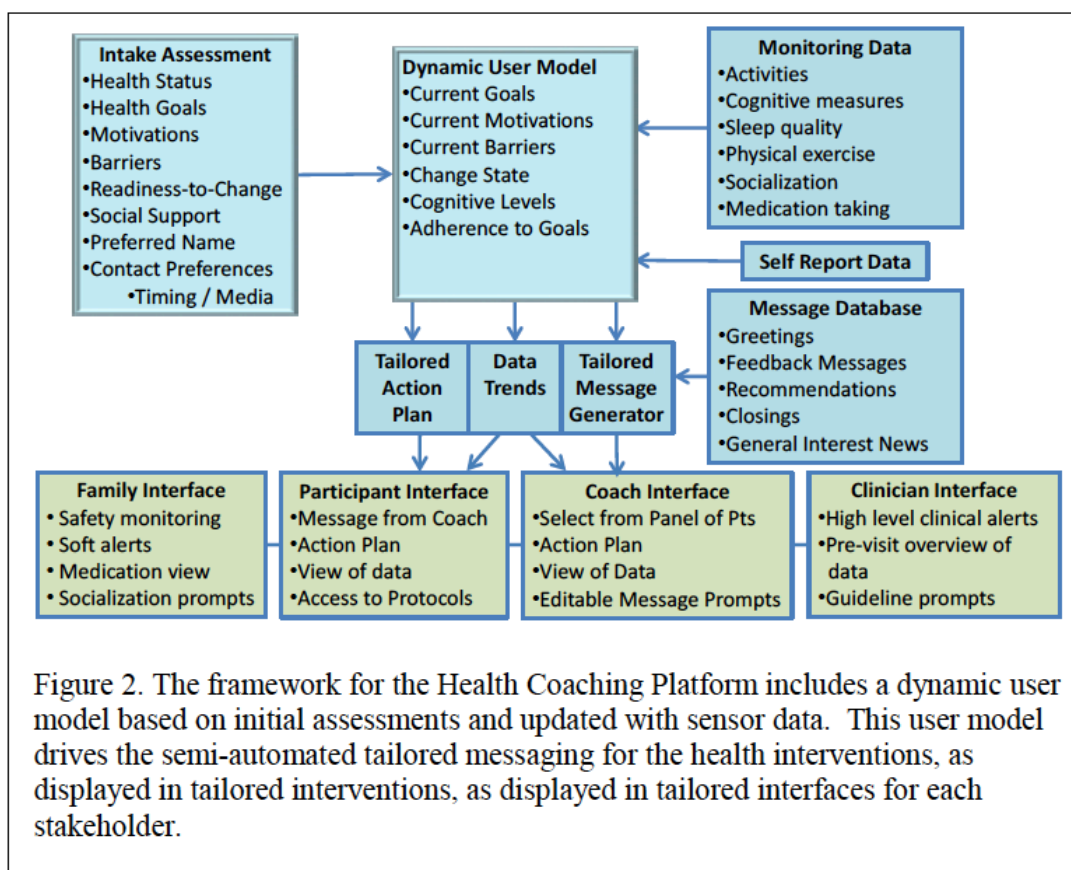 Intake Assessment
•Health Status
•Health Goals
•Motivations
•Barriers
•Readiness-to-Change
•Social Support
•Preferred Name
•Contact Preferences
•Timing / Media
Dynamic User Model
•Current Goals
•Current Motivations
•Current Barriers
•Change State
•Cognitive Levels
•Adherence to Goals
Monitoring Data
•Activities
•Cognitive measures
•Sleep quality
•Physical exercise
•Socialization
•Medication taking
Self Report Data
Message Database
•Greetings
•Feedback Messages
•Recommendations
•Closings
•General Interest News
Tailored
Action
Plan
Data
Trends
Tailored
Message
Generator
Family Interface
• Safety monitoring
• Soft alerts
• Medication view
• Socialization prompts
Participant Interface
•Message from Coach
•Action Plan
•View of data
•Access to Protocols
Coach Interface
•Select from Panel of Pts
•Action Plan
•View of Data
•Editable Message Prompts
Clinician Interface
•High level clinical alerts
•Pre-visit overview of
data
•Guideline prompts
Figure 2. The framework for the Health Coaching Platform includes a dynamic user
model based on initial assessments and updated with sensor data. This user model
drives the semi-automated tailored messaging for the health interventions, as
displayed in tailored interventions, as displayed in tailored interfaces for each
stakeholder.